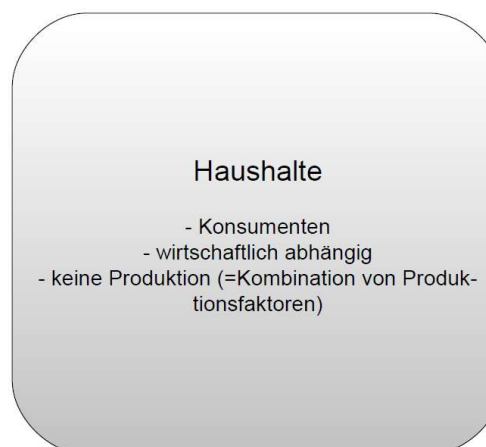 Haushalte
- Konsumenten
- wirtschaftlich abhängig
- keine Produktion (=Kombination von Produk-
tionsfaktoren)